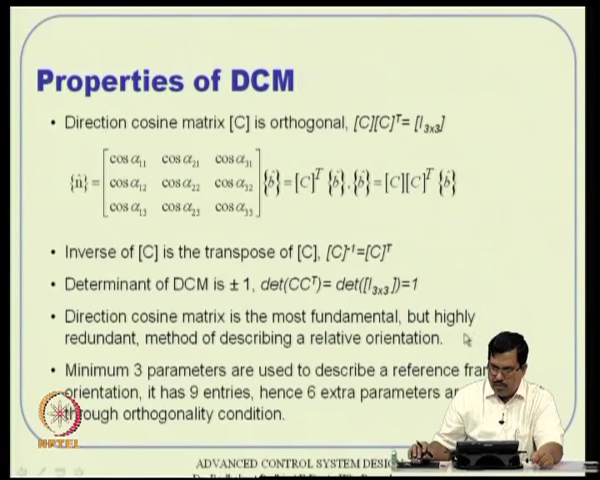 Properties of DCM
• Direction cosine matrix [C] is orthogonal, [C][C]ᵀ= [I₃ₓ₃]
{n̂} = [cos α₁₁ cos α₂₁ cos α₃₁
cos α₁₂ cos α₂₂ cos α₃₂
cos α₁₃ cos α₂₃ cos α₃₃] {b̂} = [C]ᵀ {b̂}, {b̂} = [C][C]ᵀ {b̂}
• Inverse of [C] is the transpose of [C], [C]⁻¹=[C]ᵀ
• Determinant of DCM is ± 1, det(CCᵀ)= det([I₃ₓ₃])=1
• Direction cosine matrix is the most fundamental, but highly
redundant, method of describing a relative orientation.
• Minimum 3 parameters are used to describe a reference
orientation, it has 9 entries, hence 6 extra parameters
through orthogonality condition.
NPTEL
ADVANCED CONTROL SYSTEM